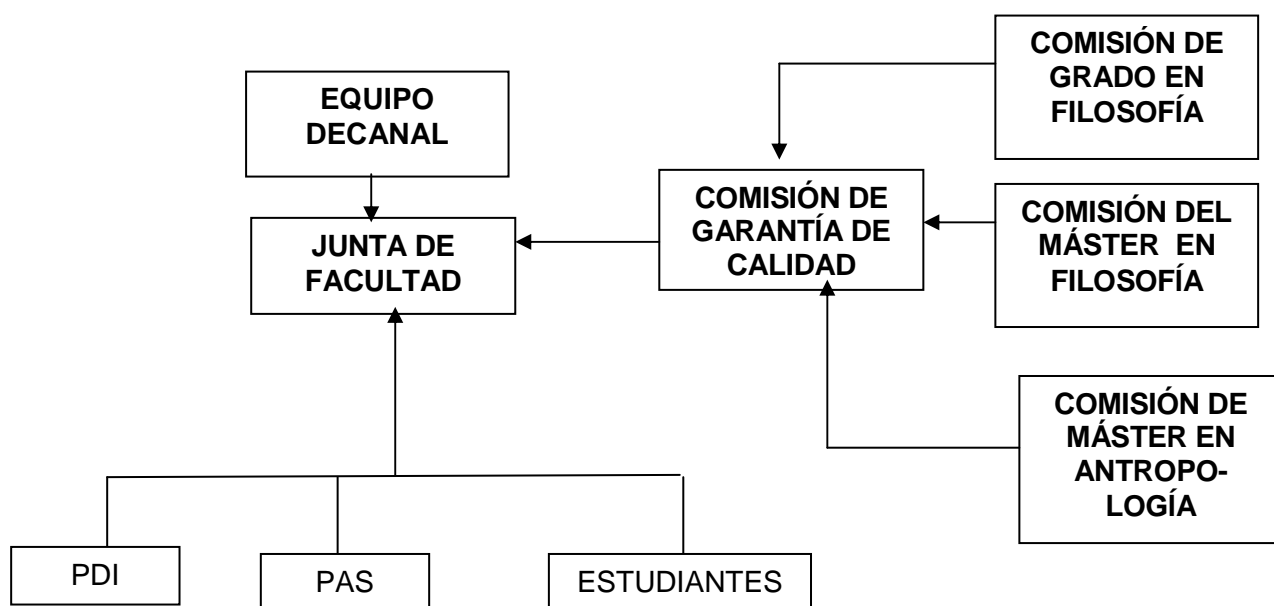 EQUIPO
DECANAL
JUNTA DE
FACULTAD
COMISIÓN DE
GARANTÍA DE
CALIDAD
COMISIÓN DE
GRADO EN
FILOSOFÍA
COMISIÓN DEL
MÁSTER EN
FILOSOFÍA
COMISIÓN DE
MÁSTER EN
ANTROPO-
LOGÍA
PDI
PAS
ESTUDIANTES